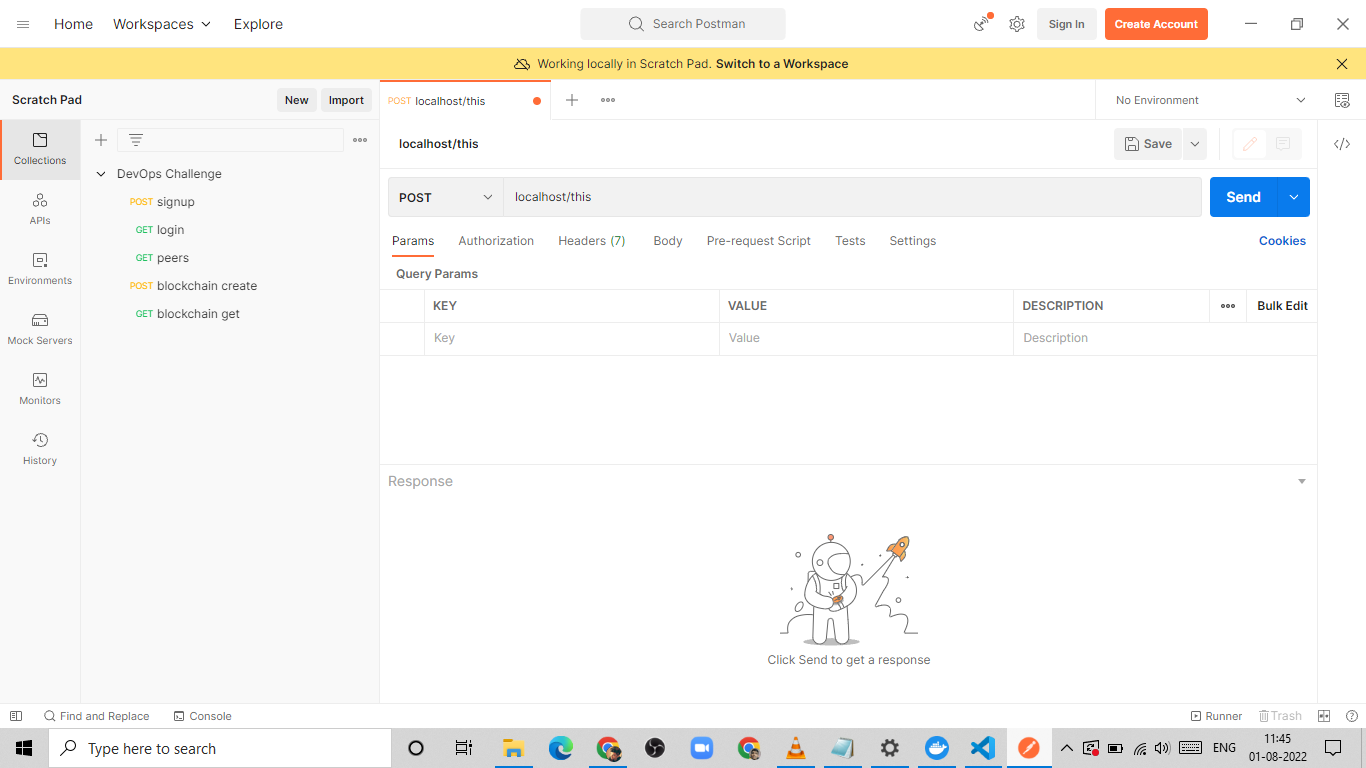 Home Workspaces Explore Search Postman Sign In Create Account
Working locally in Scratch Pad. Switch to a Workspace
Scratch Pad New Import POST localhost/this No Environment
Collections
APIs
Environments
Mock Servers
Monitors
History
DevOps Challenge
POST signup
GET login
GET peers
POST blockchain create
GET blockchain get
localhost/this Save
POST localhost/this Send
Params Authorization Headers (7) Body Pre-request Script Tests Settings Cookies
Query Params
KEY VALUE DESCRIPTION Bulk Edit
Key Value Description
Response
Click Send to get a response
Find and Replace Console Runner Trash
Type here to search ENG 11:45
01-08-2022